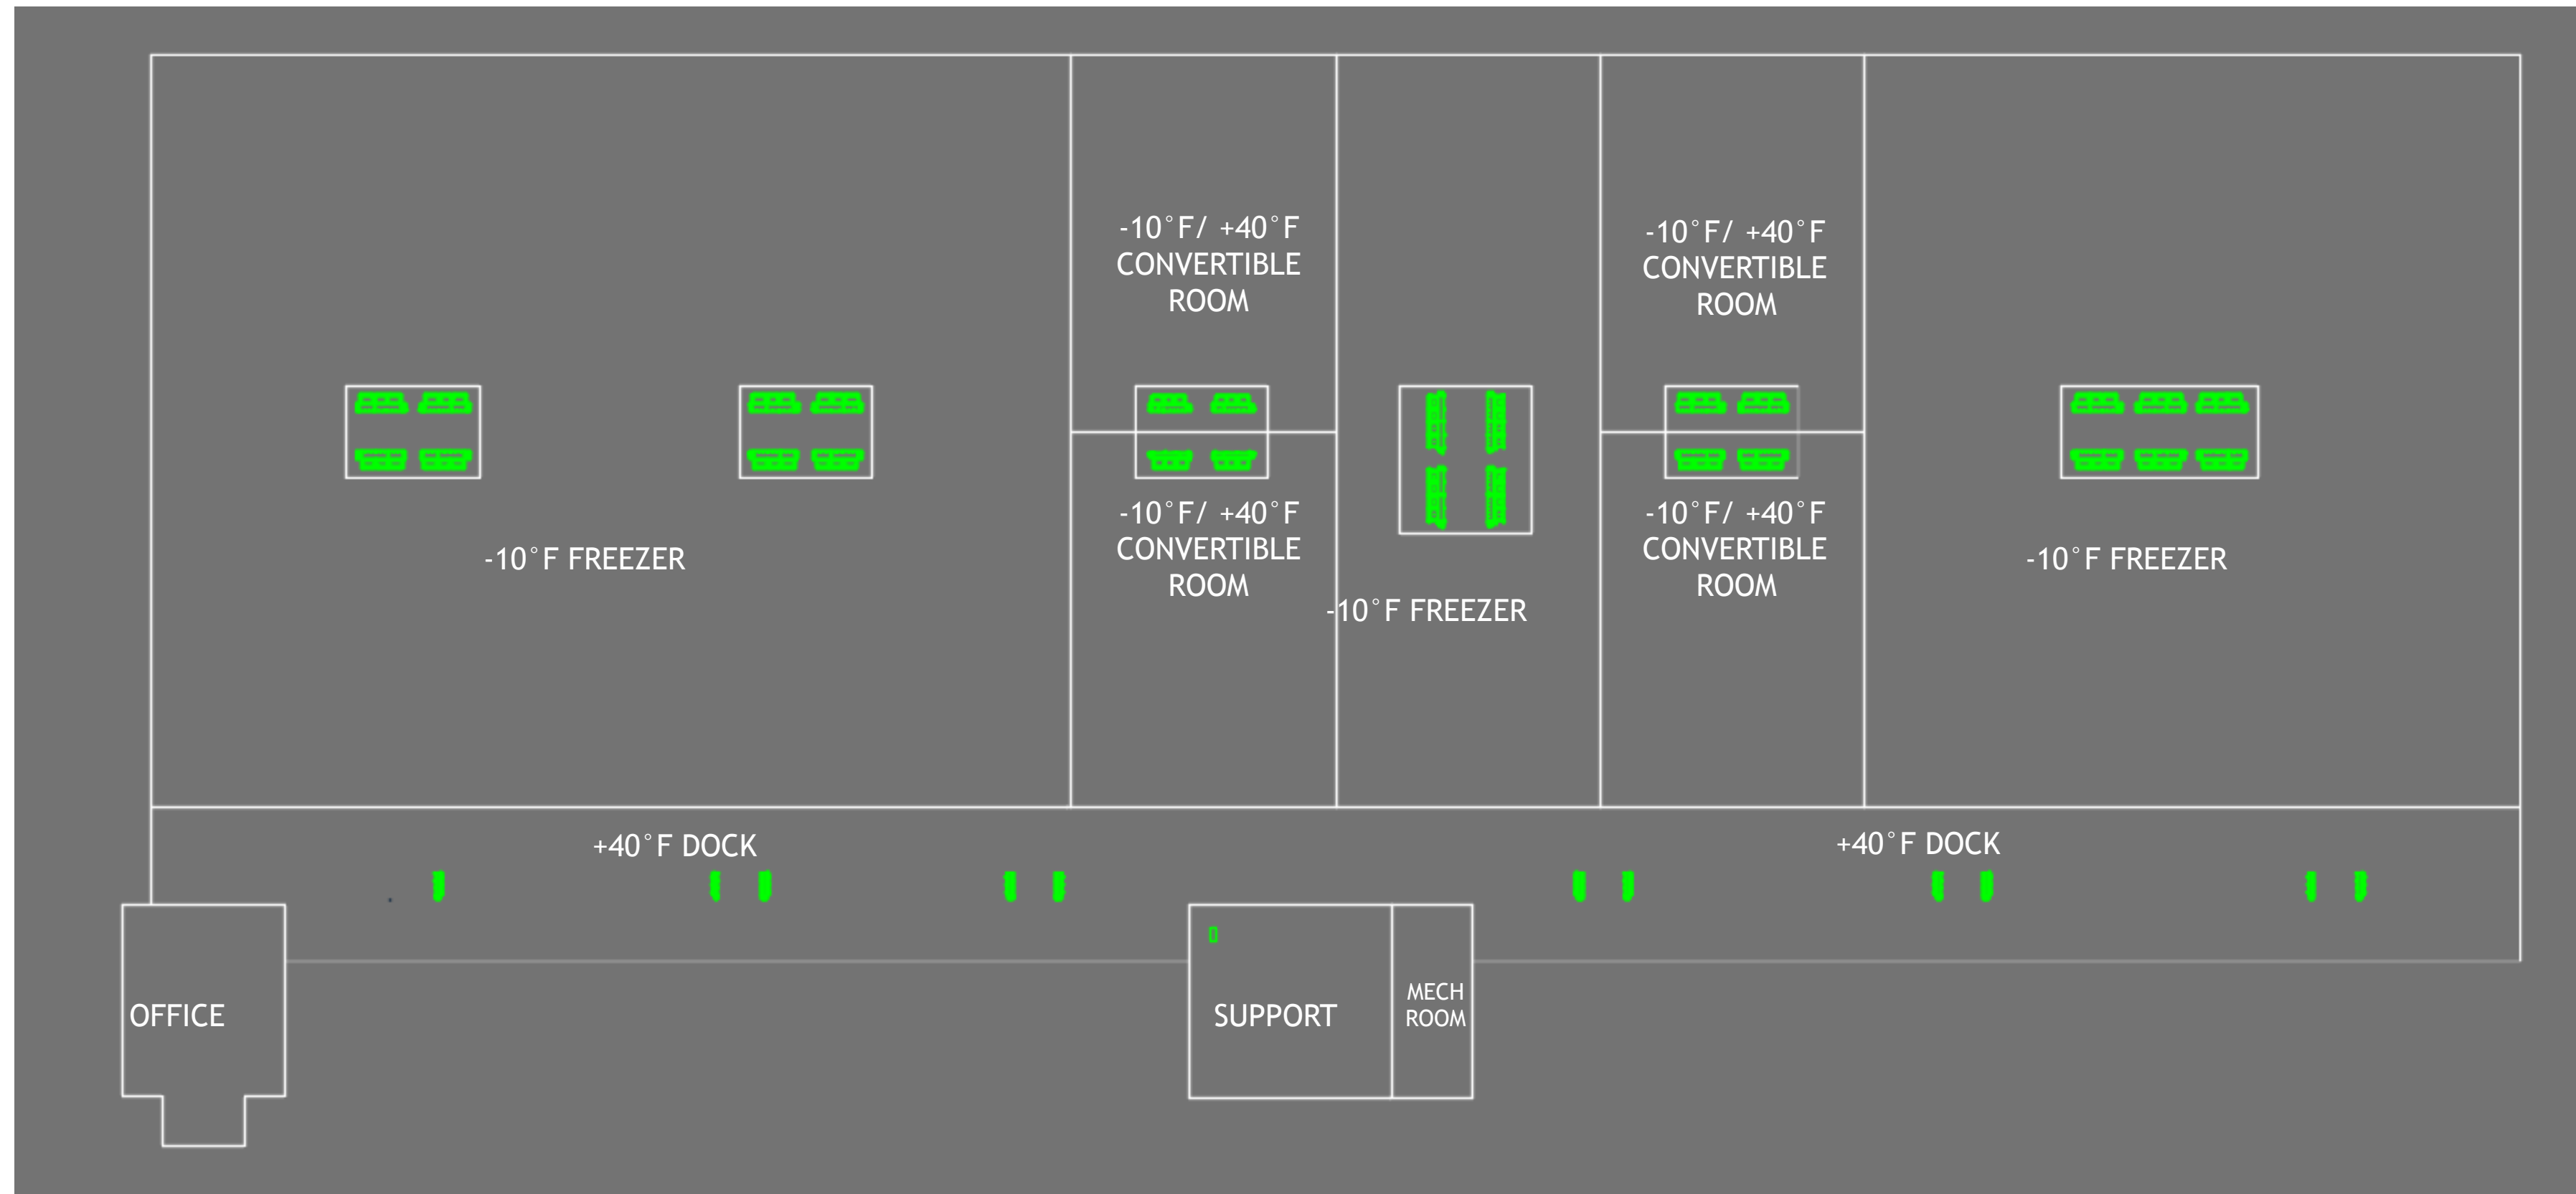 -10°F/ +40°F
CONVERTIBLE
ROOM
-10°F/ +40°F
CONVERTIBLE
ROOM
-10°F/ +40°F
CONVERTIBLE
ROOM
-10°F/ +40°F
CONVERTIBLE
ROOM
-10°F FREEZER
-10°F FREEZER
-10°F FREEZER
+40°F DOCK
+40°F DOCK
OFFICE
SUPPORT
MECH
ROOM